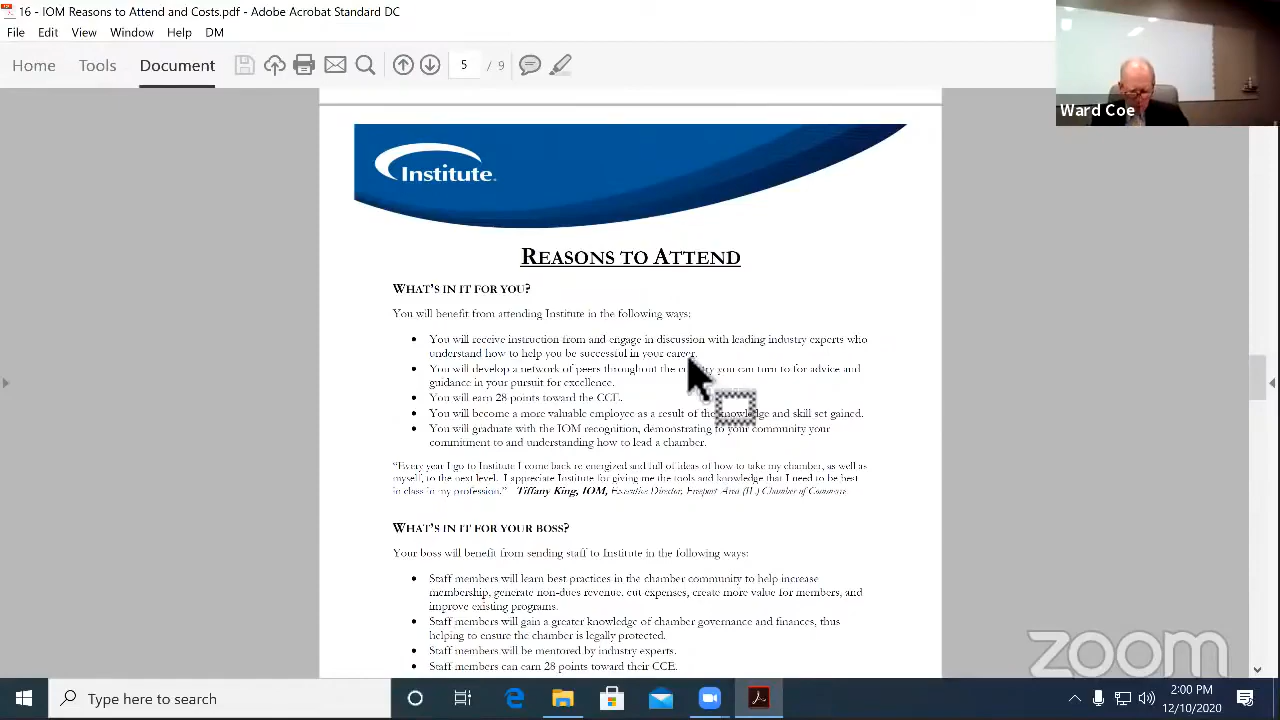 16 - IOM Reasons to Attend and Costs.pdf - Adobe Acrobat Standard DC
File Edit View Window Help DM
Home Tools Document 5 / 9
Ward Coe
Institute
REASONS TO ATTEND
WHAT'S IN IT FOR YOU?
You will benefit from attending Institute in the following ways:
• You will receive instruction from and engage in discussion with leading industry experts who
understand how to help you be successful in your career.
• You will develop a network of peers throughout the you can turn to for advice and
guidance in your pursuit for excellence.
• You will earn 28 points toward the CCE.
• You will become a more valuable employee as a result of the knowledge and skill set gained.
• You will graduate with the IOM recognition, demonstrating to your community your
commitment to and understanding how to lead a chamber.
"Every year I go to Institute I come back re-energized and full of ideas of how to take my chamber, as well as
myself, to the next level. I appreciate Institute for giving me the tools and knowledge that I need to be best
in class in my profession." Tiffany King, IOM, Executive Director, Freeport Area (IL) Chamber of Commerce
WHAT'S IN IT FOR YOUR BOSS?
Your boss will benefit from sending staff to Institute in the following ways:
• Staff members will learn best practices in the chamber community to help increase
membership, generate non-dues revenue, cut expenses, create more value for members, and
improve existing programs.
• Staff members will gain a greater knowledge of chamber governance and finances, thus
helping to ensure the chamber is legally protected.
• Staff members will be mentored by industry experts.
• Staff members can earn 28 points toward their CCE.
zoom
Type here to search
2:00 PM
12/10/2020